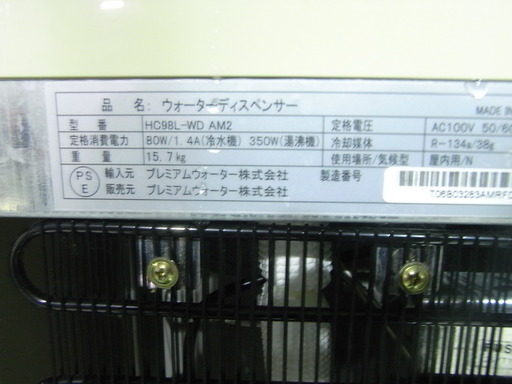 品 名: ウォーターディスペンサー
MADE IN
型 番 HC98L-WD AM2 定格電圧 AC100V 50/60
定格消費電力 80W/1.4A(冷水機) 350W(湯沸機) 冷却媒体 R-134a/38g
重 量 15.7kg 使用場所/気候型 屋内用/N
PS
E
輸入元 プレミアムウォーター株式会社 製造番号
販売元 プレミアムウォーター株式会社
T06B03283AMRF